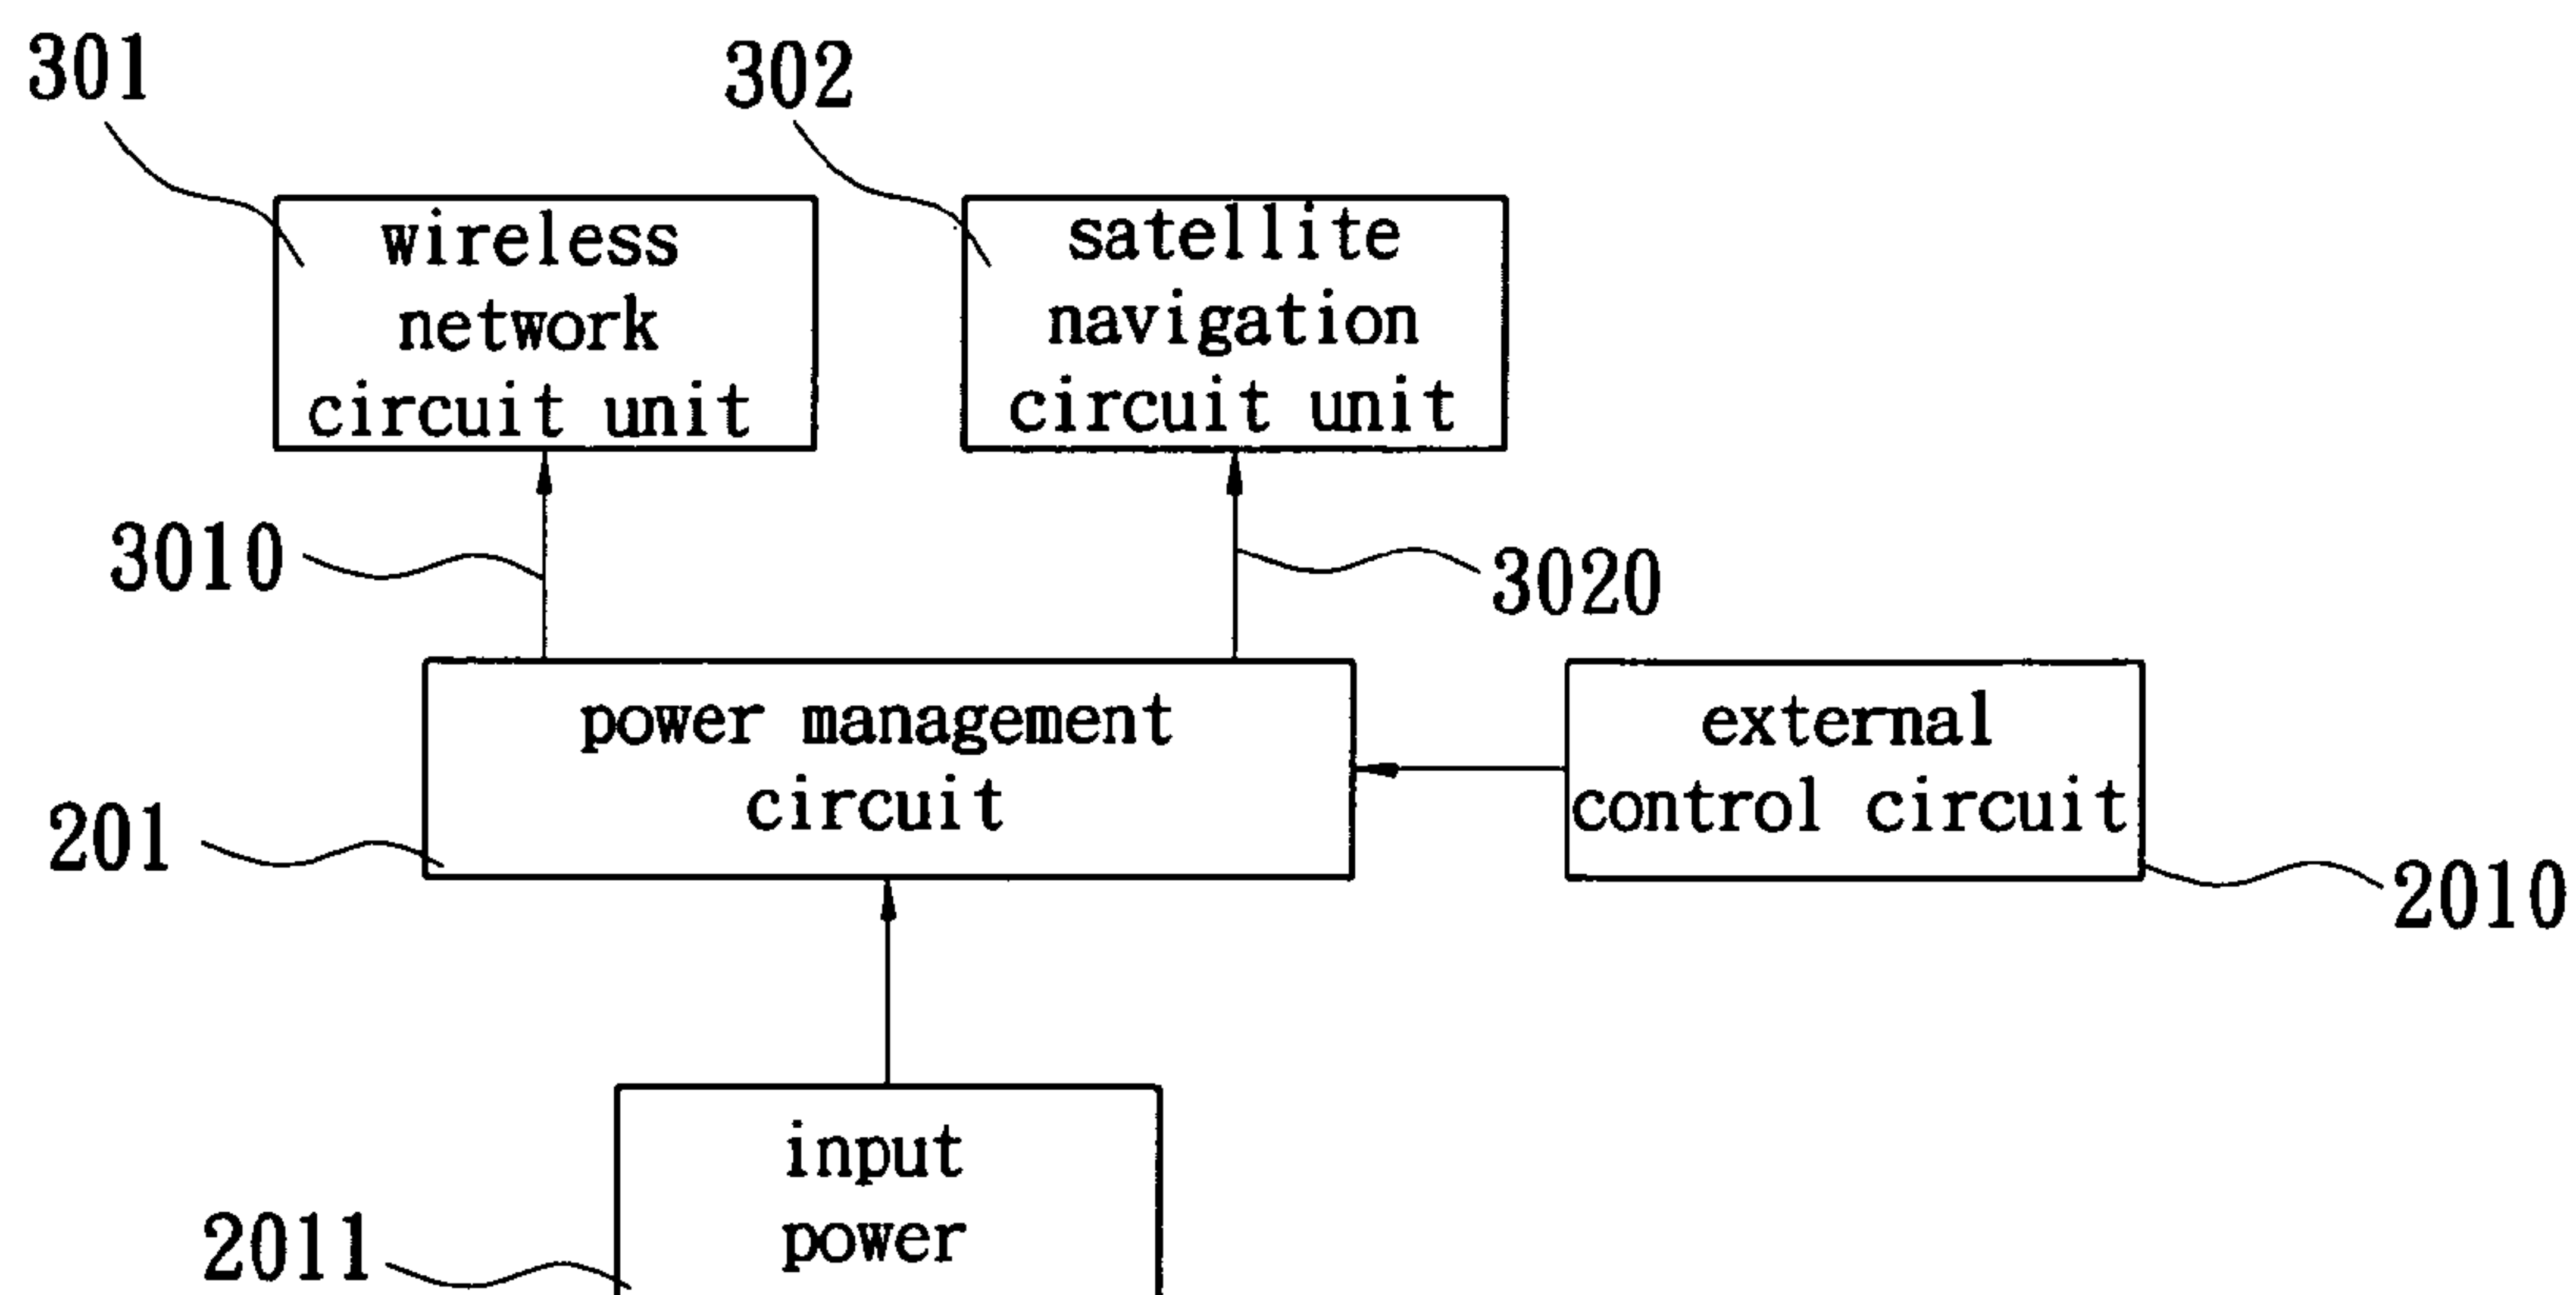 301
302
wireless
network
circuit unit
satellite
navigation
circuit unit
3010
3020
power management
circuit
external
control circuit
201
2010
input
power
2011